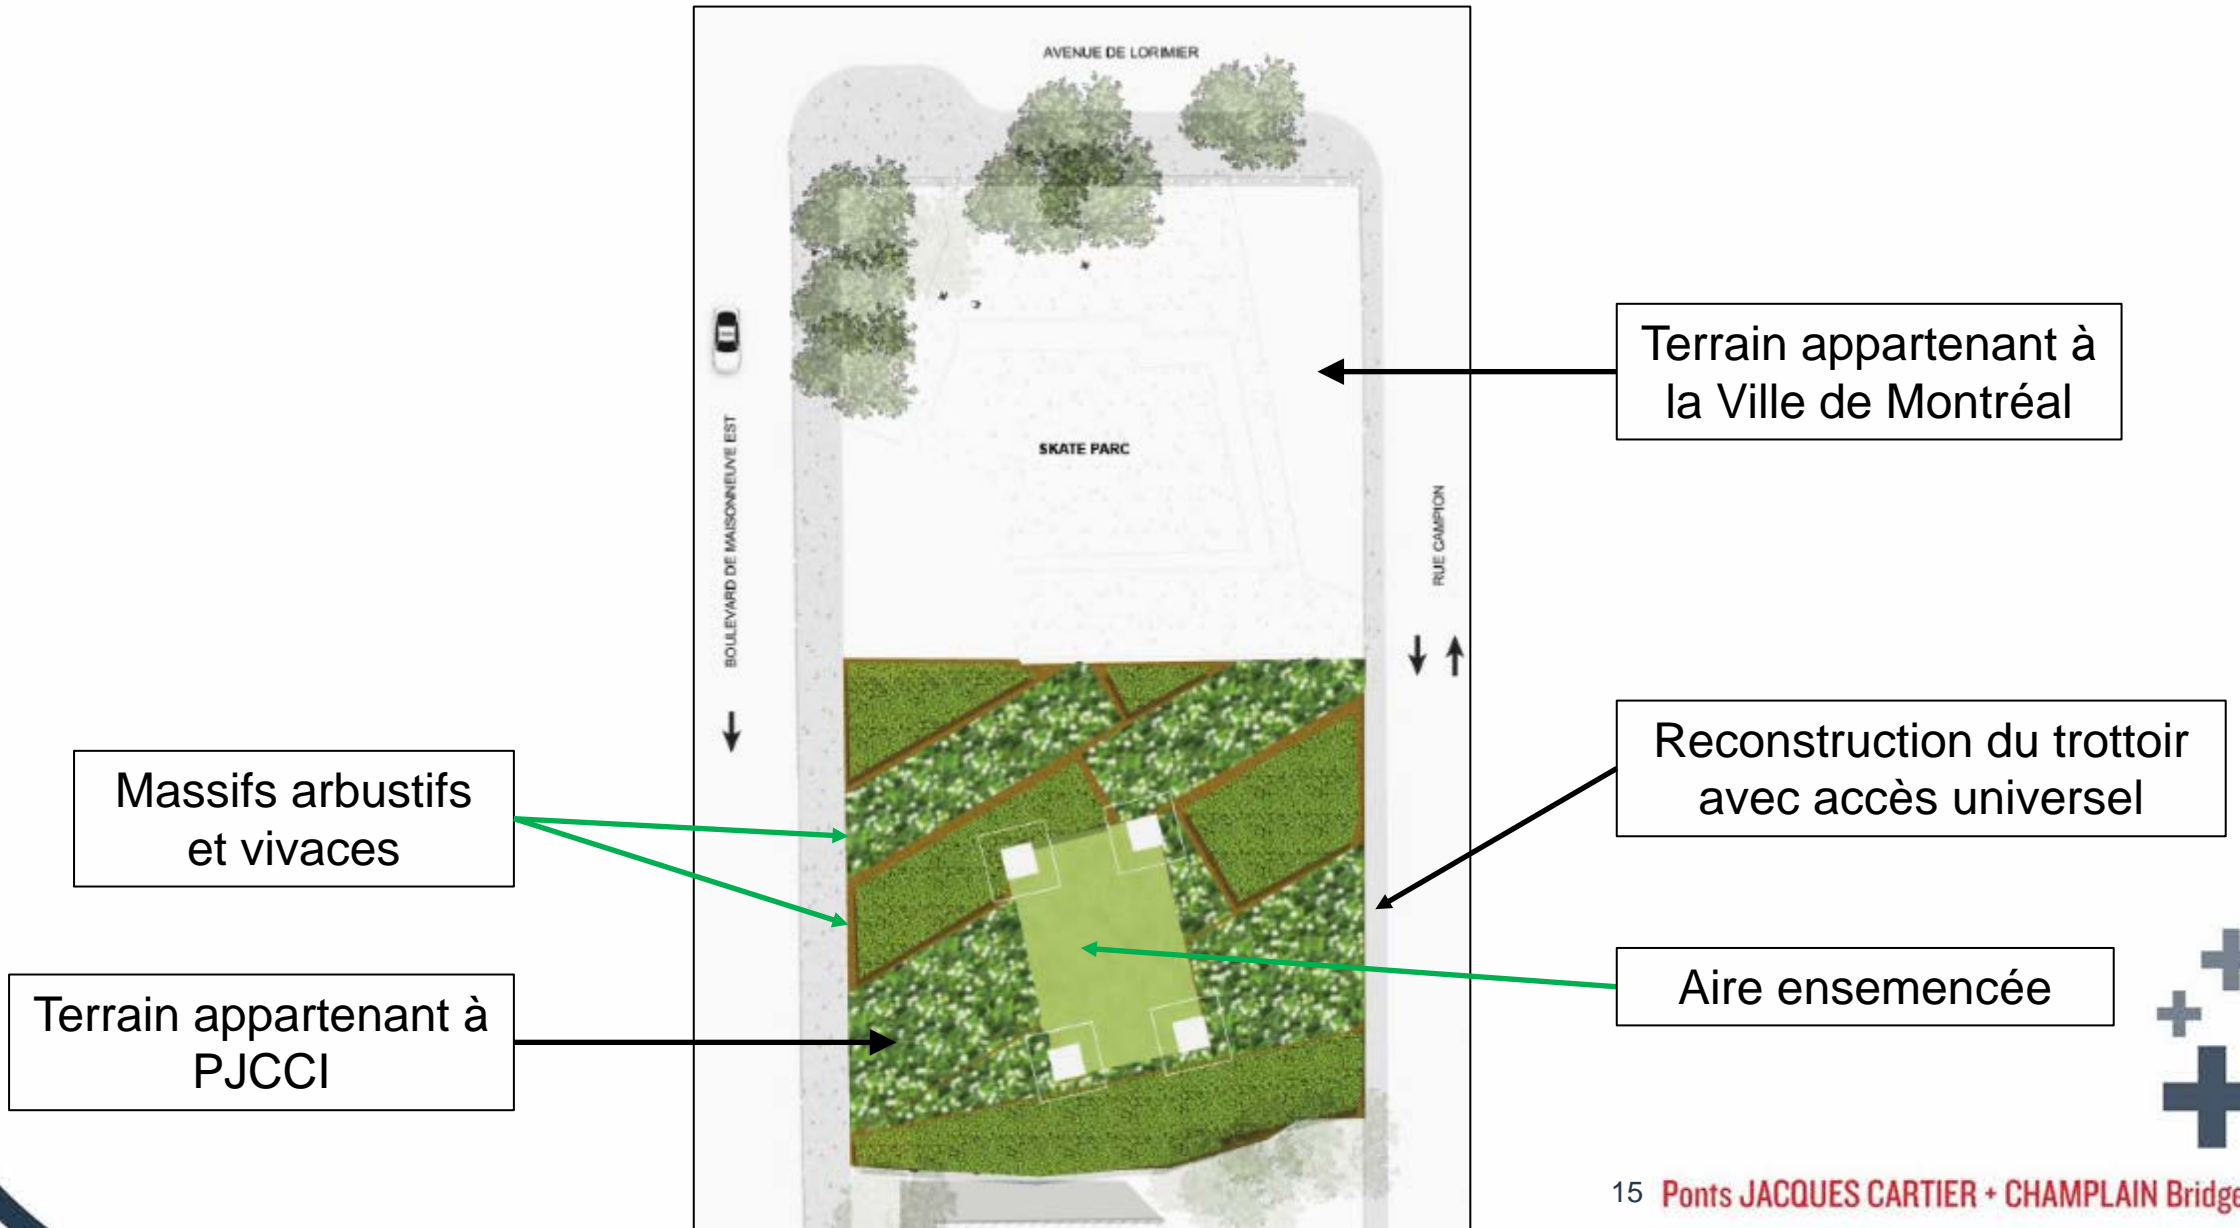 AVENUE DE LORIMIER
Terrain appartenant à
la Ville de Montréal
SKATE PARC
BOULEVARD DE MAISONNEUVE EST
RUE CAMPION
Massifs arbustifs
et vivaces
Reconstruction du trottoir
avec accès universel
Terrain appartenant à
PJCCI
Aire ensemencée
15 Ponts JACQUES CARTIER + CHAMPLAIN Bridge